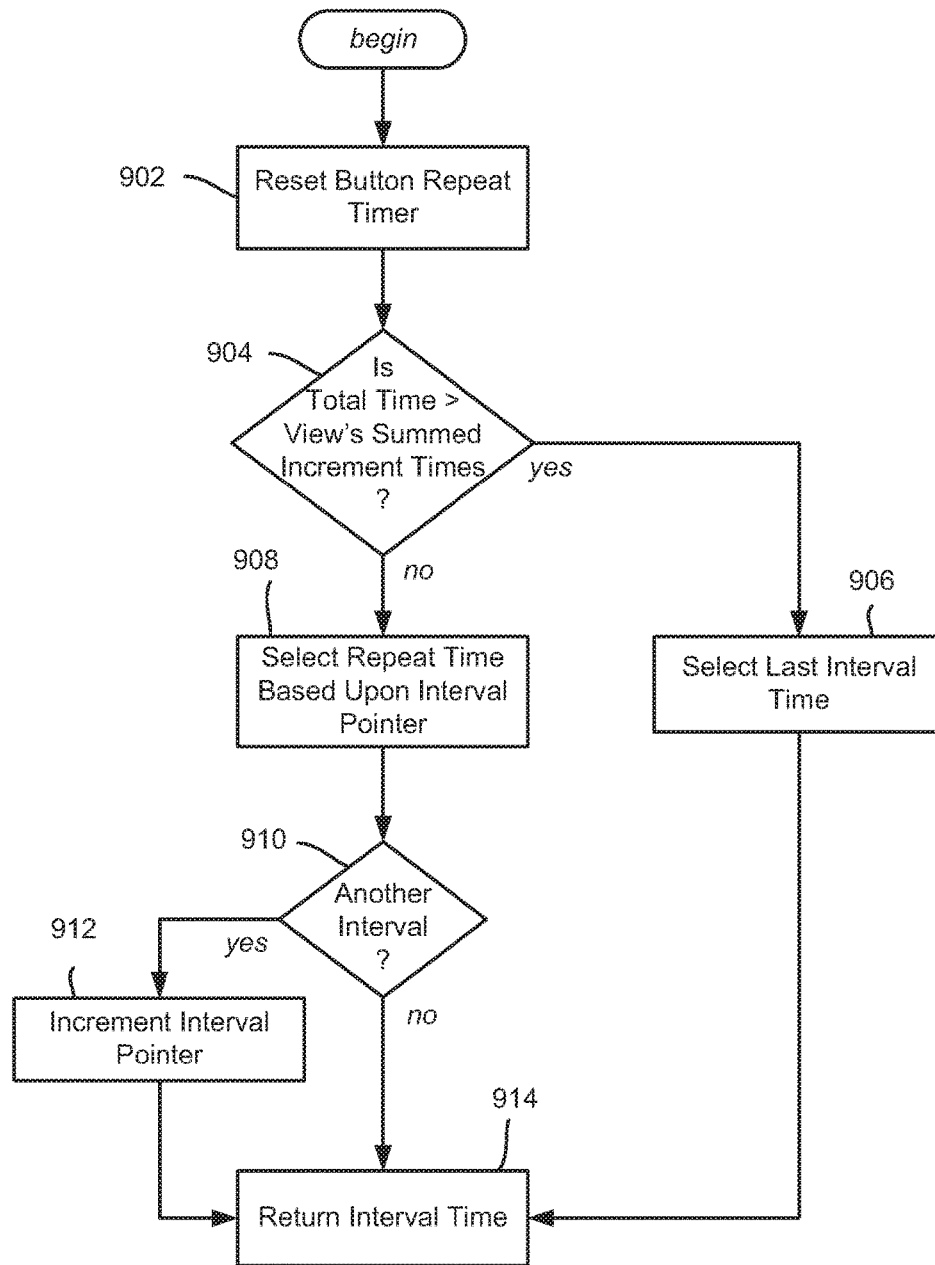 begin
902
Reset Button Repeat
Timer
904
Is
Total Time >
View's Summed
Increment Times
?
yes
no
908
Select Repeat Time
Based Upon Interval
Pointer
906
Select Last Interval
Time
910
Another
Interval
?
yes
no
912
Increment Interval
Pointer
914
Return Interval Time